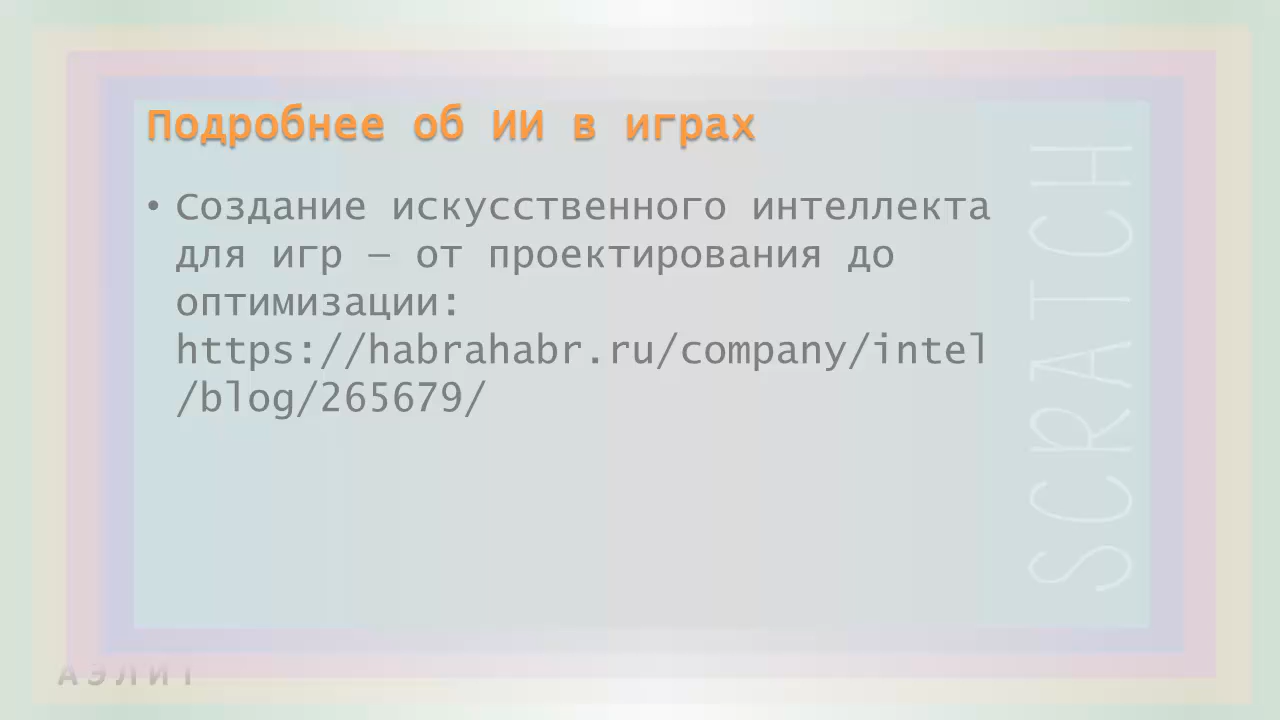 Подробнее об ИИ в играх
• Создание искусственного интеллекта
для игр – от проектирования до
оптимизации:
https://habrahabr.ru/company/intel
/blog/265679/
SCRATCH
АЭЛИТ